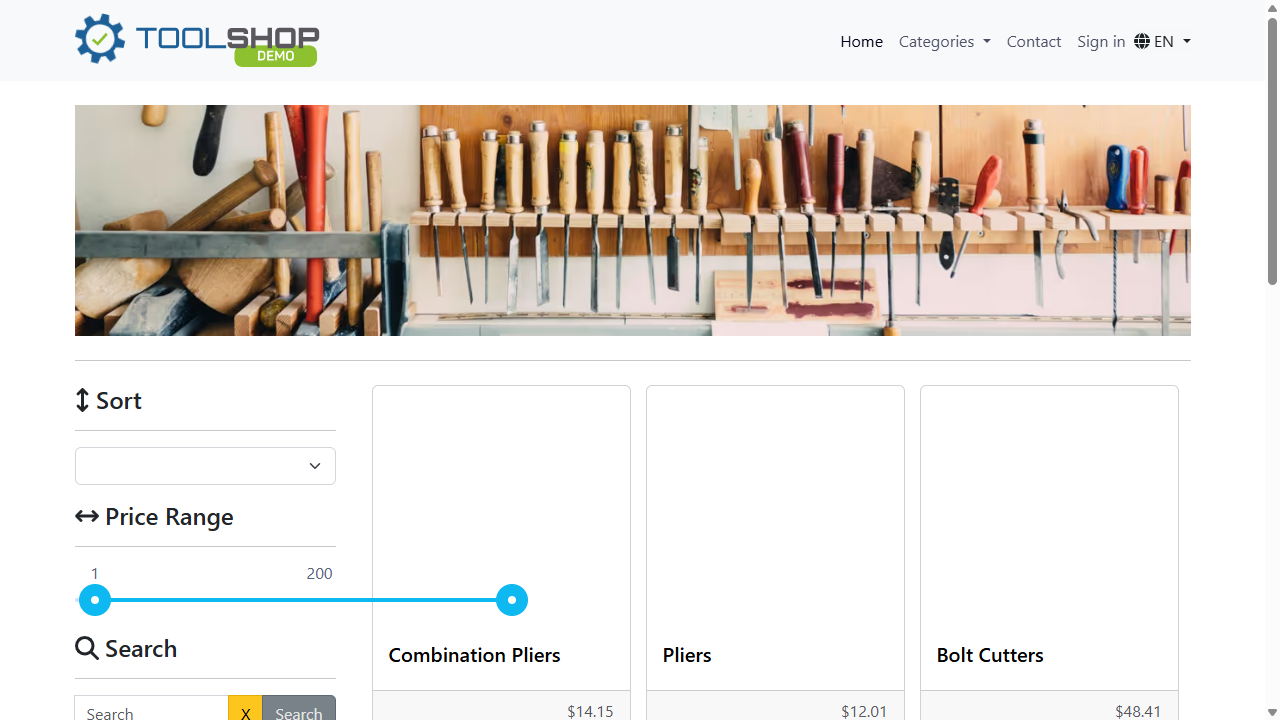 TOOLSHOP
DEMO
Home Categories Contact Sign in EN
Sort
Price Range
1 200
Search
Search X Search
Combination Pliers
$14.15
Pliers
$12.01
Bolt Cutters
$48.41